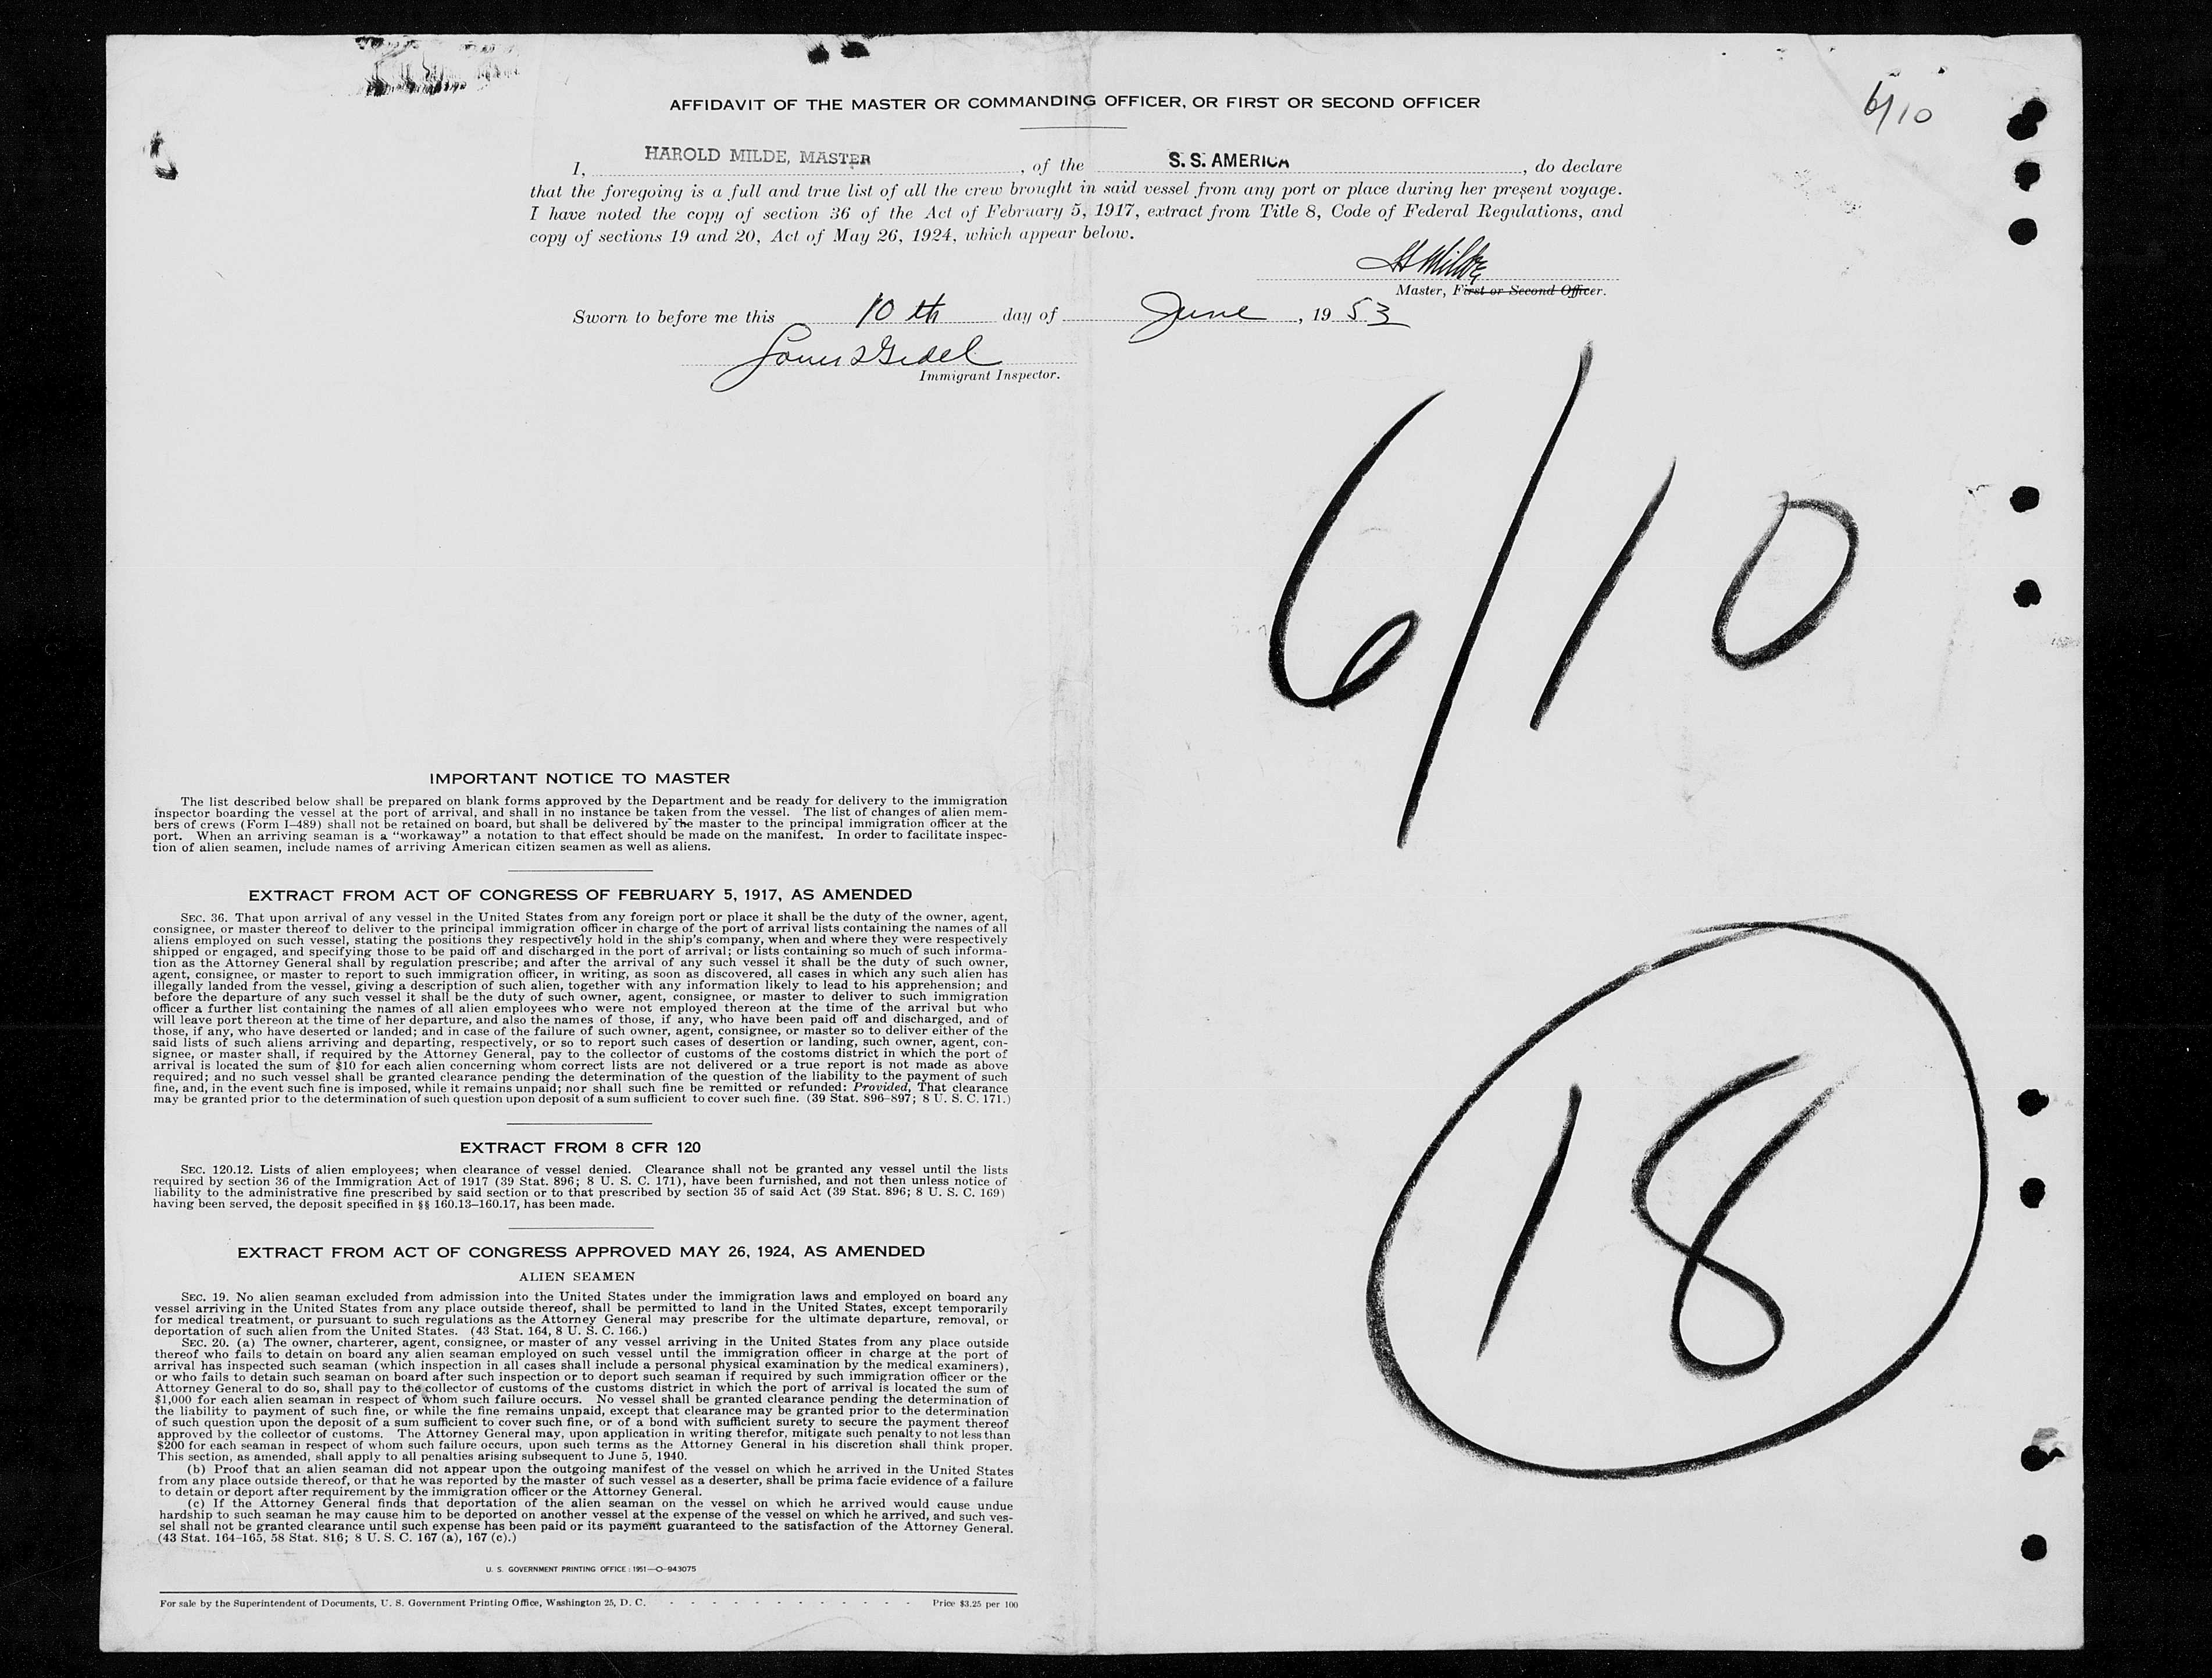 AFFIDAVIT OF THE MASTER OR COMMANDING OFFICER, OR FIRST OR SECOND OFFICER
6/10
I, HAROLD MILDE, MASTER, of the S. S. AMERICA, do declare
that the foregoing is a full and true list of all the crew brought in said vessel from any port or place during her present voyage.
I have noted the copy of section 36 of the Act of February 5, 1917, extract from Title 8, Code of Federal Regulations, and
copy of sections 19 and 20, Act of May 26, 1924, which appear below.
H Milde
Master, First or Second Officer.
Sworn to before me this 10 th day of June, 19 53
Immigrant Inspector.
6/10
18
IMPORTANT NOTICE TO MASTER
The list described below shall be prepared on blank forms approved by the Department and be ready for delivery to the immigration
inspector boarding the vessel at the port of arrival, and shall in no instance be taken from the vessel. The list of changes of alien mem-
bers of crews (Form I-489) shall not be retained on board, but shall be delivered by the master to the principal immigration officer at the
port. When an arriving seaman is a "workaway" a notation to that effect should be made on the manifest. In order to facilitate inspec-
tion of alien seamen, include names of arriving American citizen seamen as well as aliens.
EXTRACT FROM ACT OF CONGRESS OF FEBRUARY 5, 1917, AS AMENDED
SEC. 36. That upon arrival of any vessel in the United States from any foreign port or place it shall be the duty of the owner, agent,
consignee, or master thereof to deliver to the principal immigration officer in charge of the port of arrival lists containing the names of all
aliens employed on such vessel, stating the positions they respectively hold in the ship's company, when and where they were respectively
shipped or engaged, and specifying those to be paid off and discharged in the port of arrival; or lists containing so much of such informa-
tion as the Attorney General shall by regulation prescribe; and after the arrival of any such vessel it shall be the duty of such owner,
agent, consignee, or master to report to such immigration officer, in writing, as soon as discovered, all cases in which any such alien has
illegally landed from the vessel, giving a description of such alien, together with any information likely to lead to his apprehension; and
before the departure of any such vessel it shall be the duty of such owner, agent, consignee, or master to deliver to such immigration
officer a further list containing the names of all alien employees who were not employed thereon at the time of the arrival but who
will leave port thereon at the time of her departure, and also the names of those, if any, who have been paid off and discharged, and of
those, if any, who have deserted or landed; and in case of the failure of such owner, agent, consignee, or master so to deliver either of the
said lists of such aliens arriving and departing, respectively, or so to report such cases of desertion or landing, such owner, agent, con-
signee, or master shall, if required by the Attorney General, pay to the collector of customs of the costoms district in which the port of
arrival is located the sum of $10 for each alien concerning whom correct lists are not delivered or a true report is not made as above
required; and no such vessel shall be granted clearance pending the determination of the question of the liability to the payment of such
fine, and, in the event such fine is imposed, while it remains unpaid; nor shall such fine be remitted or refunded: Provided, That clearance
may be granted prior to the determination of such question upon deposit of a sum sufficient to cover such fine. (39 Stat. 896-897; 8 U. S. C. 171.)
EXTRACT FROM 8 CFR 120
SEC. 120.12. Lists of alien employees; when clearance of vessel denied. Clearance shall not be granted any vessel until the lists
required by section 36 of the Immigration Act of 1917 (39 Stat. 896; 8 U. S. C. 171), have been furnished, and not then unless notice of
liability to the administrative fine prescribed by said section or to that prescribed by section 35 of said Act (39 Stat. 896; 8 U. S. C. 169)
having been served, the deposit specified in §§ 160.13-160.17, has been made.
EXTRACT FROM ACT OF CONGRESS APPROVED MAY 26, 1924, AS AMENDED
ALIEN SEAMEN
SEC. 19. No alien seaman excluded from admission into the United States under the immigration laws and employed on board any
vessel arriving in the United States from any place outside thereof, shall be permitted to land in the United States, except temporarily
for medical treatment, or pursuant to such regulations as the Attorney General may prescribe for the ultimate departure, removal, or
deportation of such alien from the United States. (43 Stat. 164, 8 U. S. C. 166.)
SEC. 20. (a) The owner, charterer, agent, consignee, or master of any vessel arriving in the United States from any place outside
thereof who fails to detain on board any alien seaman employed on such vessel until the immigration officer in charge at the port of
arrival has inspected such seaman (which inspection in all cases shall include a personal physical examination by the medical examiners),
or who fails to detain such seaman on board after such inspection or to deport such seaman if required by such immigration officer or the
Attorney General to do so, shall pay to the collector of customs of the customs district in which the port of arrival is located the sum of
$1,000 for each alien seaman in respect of whom such failure occurs. No vessel shall be granted clearance pending the determination of
the liability to payment of such fine, or while the fine remains unpaid, except that clearance may be granted prior to the determination
of such question upon the deposit of a sum sufficient to cover such fine, or of a bond with sufficient surety to secure the payment thereof
approved by the collector of customs. The Attorney General may, upon application in writing therefor, mitigate such penalty to not less than
$200 for each seaman in respect of whom such failure occurs, upon such terms as the Attorney General in his discretion shall think proper.
This section, as amended, shall apply to all penalties arising subsequent to June 5, 1940.
(b) Proof that an alien seaman did not appear upon the outgoing manifest of the vessel on which he arrived in the United States
from any place outside thereof, or that he was reported by the master of such vessel as a deserter, shall be prima facie evidence of a failure
to detain or deport after requirement by the immigration officer or the Attorney General.
(c) If the Attorney General finds that deportation of the alien seaman on the vessel on which he arrived would cause undue
hardship to such seaman he may cause him to be deported on another vessel at the expense of the vessel on which he arrived, and such ves-
sel shall not be granted clearance until such expense has been paid or its payment guaranteed to the satisfaction of the Attorney General.
(43 Stat. 164-165, 58 Stat. 816; 8 U. S. C. 167 (a), 167 (c).)
U. S. GOVERNMENT PRINTING OFFICE : 1951—O-943075
For sale by the Superintendent of Documents, U. S. Government Printing Office, Washington 25, D. C. - - - - - - - - - - - - Price $3.25 per 100